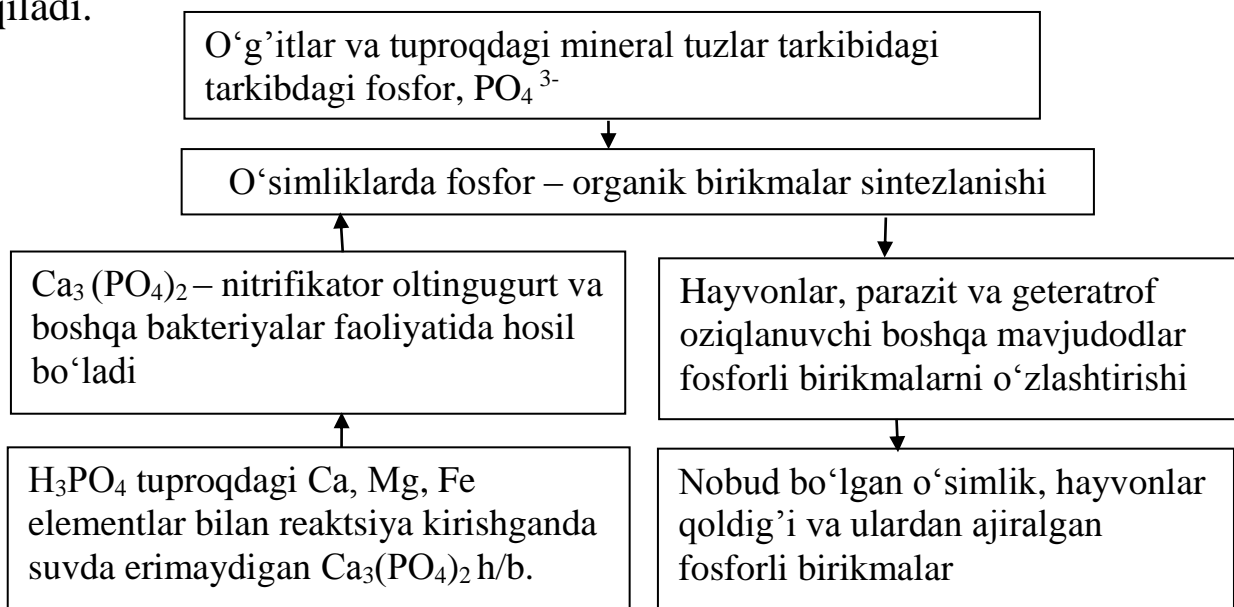 qiladi.
O‘g’itlar va tuproqdagi mineral tuzlar tarkibidagi
tarkibdagi fosfor, PO₄ ³⁻
O‘simliklarda fosfor – organik birikmalar sintezlanishi
Ca₃ (PO₄)₂ – nitrifikator oltingugurt va
boshqa bakteriyalar faoliyatida hosil
bo‘ladi
Hayvonlar, parazit va geteratrof
oziqlanuvchi boshqa mavjudodlar
fosforli birikmalarni o‘zlashtirishi
H₃PO₄ tuproqdagi Ca, Mg, Fe
elementlar bilan reaktsiya kirishganda
suvda erimaydigan Ca₃(PO₄)₂ h/b.
Nobud bo‘lgan o‘simlik, hayvonlar
qoldig’i va ulardan ajiralgan
fosforli birikmalar